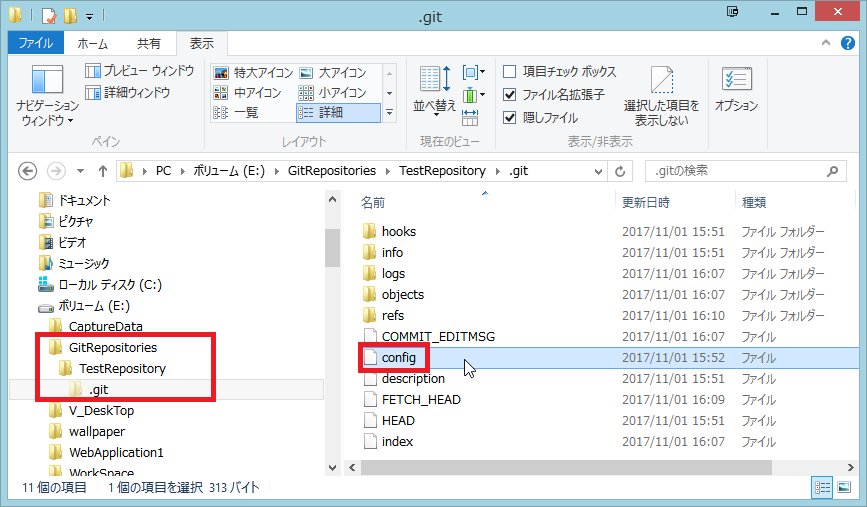 .git
ファイル ホーム 共有 表示
ナビゲーション ウィンドウ
プレビュー ウィンドウ
詳細ウィンドウ
ペイン
特大アイコン 大アイコン
中アイコン 小アイコン
一覧 詳細
レイアウト
並べ替え
現在のビュー
項目チェック ボックス
ファイル名拡張子
隠しファイル
選択した項目を
表示しない
表示/非表示
オプション
PC ボリューム (E:) GitRepositories TestRepository .git
.gitの検索
ドキュメント
ピクチャ
ビデオ
ミュージック
ローカル ディスク (C:)
ボリューム (E:)
CaptureData
GitRepositories
TestRepository
.git
V_DeskTop
wallpaper
WebApplication1
WorkSpace
名前 更新日時 種類
hooks 2017/11/01 15:51 ファイル フォルダー
info 2017/11/01 15:51 ファイル フォルダー
logs 2017/11/01 16:07 ファイル フォルダー
objects 2017/11/01 16:07 ファイル フォルダー
refs 2017/11/01 16:10 ファイル フォルダー
COMMIT_EDITMSG 2017/11/01 16:07 ファイル
config 2017/11/01 15:52 ファイル
description 2017/11/01 15:51 ファイル
FETCH_HEAD 2017/11/01 16:09 ファイル
HEAD 2017/11/01 15:51 ファイル
index 2017/11/01 16:07 ファイル
11 個の項目 1 個の項目を選択 313 バイト